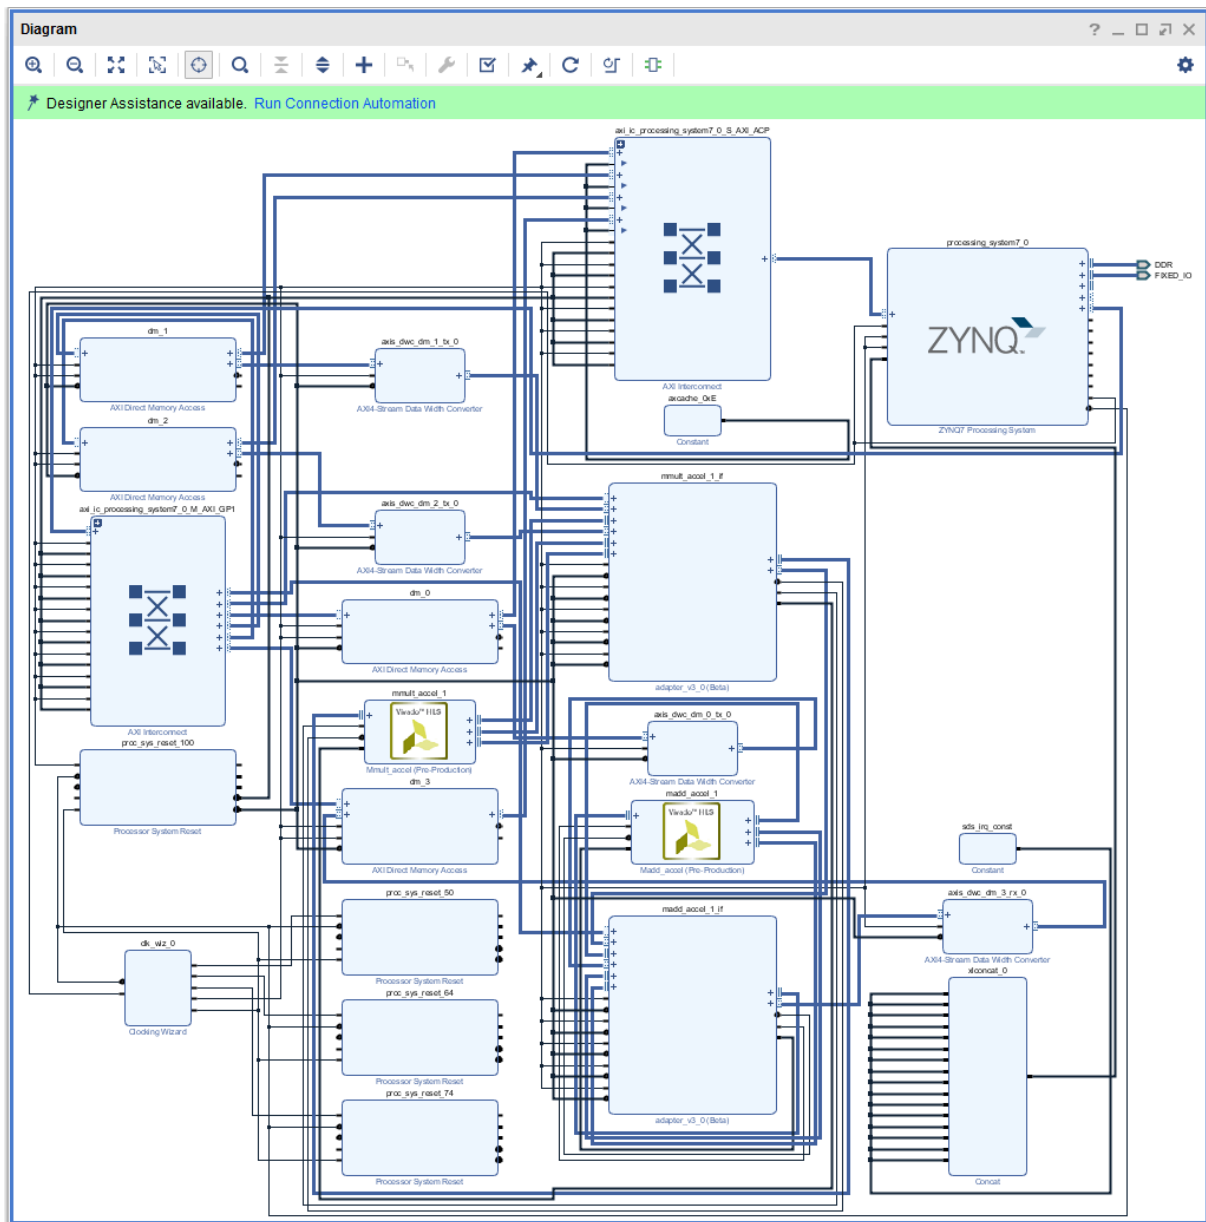 Diagram
Designer Assistance available. Run Connection Automation
axi_ic_processing_system7_0_S_AXI_ACP
AXI Interconnect
processing_system7_0
DDR
FIXED_IO
ZYNQ
ZYNQ7 Processing System
dm_1
AXI Direct Memory Access
axis_dwc_dm_1_tx_0
AXI4-Stream Data Width Converter
axcache_0xE
Constant
dm_2
AXI Direct Memory Access
axi_ic_processing_system7_0_M_AXI_GP1
AXI Interconnect
axis_dwc_dm_2_tx_0
AXI4-Stream Data Width Converter
mmult_accel_1_if
adapter_v3_0 (Beta)
dm_0
AXI Direct Memory Access
mmult_accel_1
Vivado™ HLS
Mmult_accel (Pre-Production)
axis_dwc_dm_0_tx_0
AXI4-Stream Data Width Converter
proc_sys_reset_100
Processor System Reset
dm_3
AXI Direct Memory Access
madd_accel_1
Vivado™ HLS
Madd_accel (Pre-Production)
sds_irq_const
Constant
proc_sys_reset_50
Processor System Reset
madd_accel_1_if
adapter_v3_0 (Beta)
axis_dwc_dm_3_rx_0
AXI4-Stream Data Width Converter
clk_wiz_0
Clocking Wizard
xlconcat_0
Concat
proc_sys_reset_64
Processor System Reset
proc_sys_reset_74
Processor System Reset